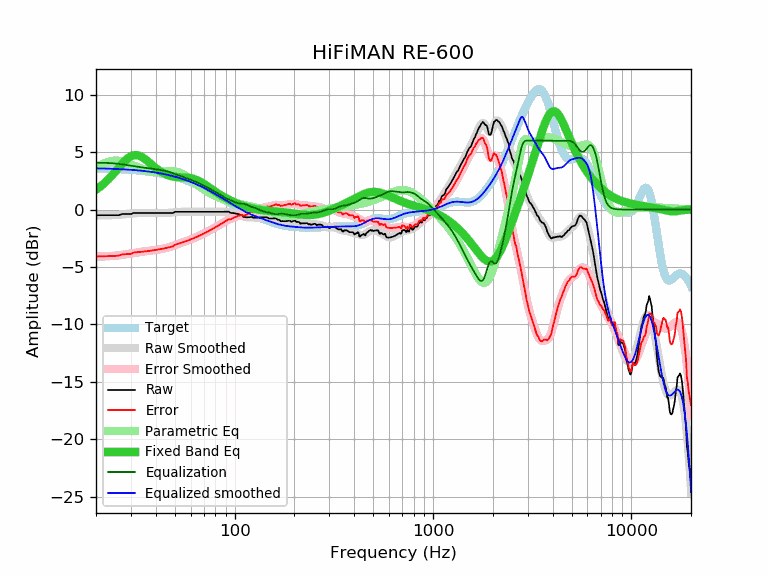 HiFiMAN RE-600
Amplitude (dBr)
10
5
0
−5
−10
−15
−20
−25
Target
Raw Smoothed
Error Smoothed
Raw
Error
Parametric Eq
Fixed Band Eq
Equalization
Equalized smoothed
100
1000
10000
Frequency (Hz)